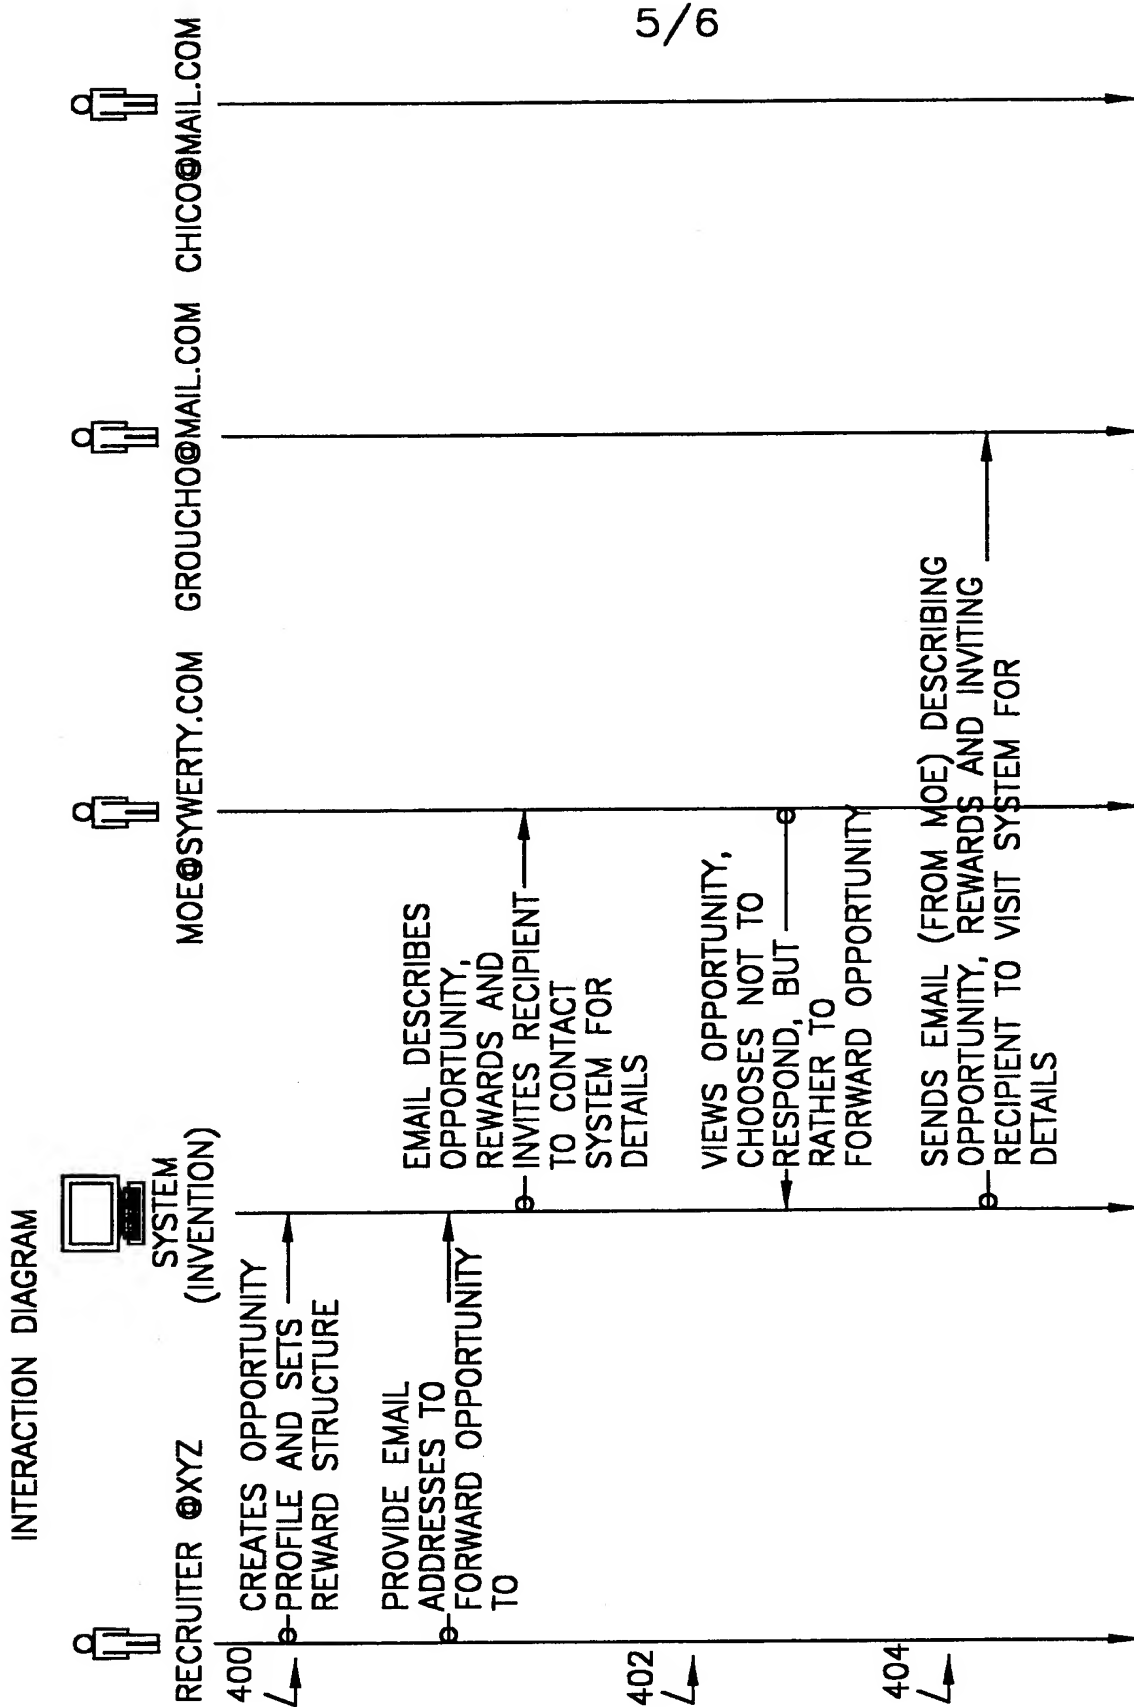 5/6
INTERACTION DIAGRAM
SYSTEM
(INVENTION)
RECRUITER @XYZ
MOE@SYWERTY.COM
GROUCHO@MAIL.COM
CHICO@MAIL.COM
400
CREATES OPPORTUNITY
PROFILE AND SETS
REWARD STRUCTURE
PROVIDE EMAIL
ADDRESSES TO
FORWARD OPPORTUNITY
TO
EMAIL DESCRIBES
OPPORTUNITY,
REWARDS AND
INVITES RECIPIENT
TO CONTACT
SYSTEM FOR
DETAILS
402
VIEWS OPPORTUNITY,
CHOOSES NOT TO
RESPOND, BUT
RATHER TO
FORWARD OPPORTUNITY
404
SENDS EMAIL (FROM MOE) DESCRIBING
OPPORTUNITY, REWARDS AND INVITING
RECIPIENT TO VISIT SYSTEM FOR
DETAILS